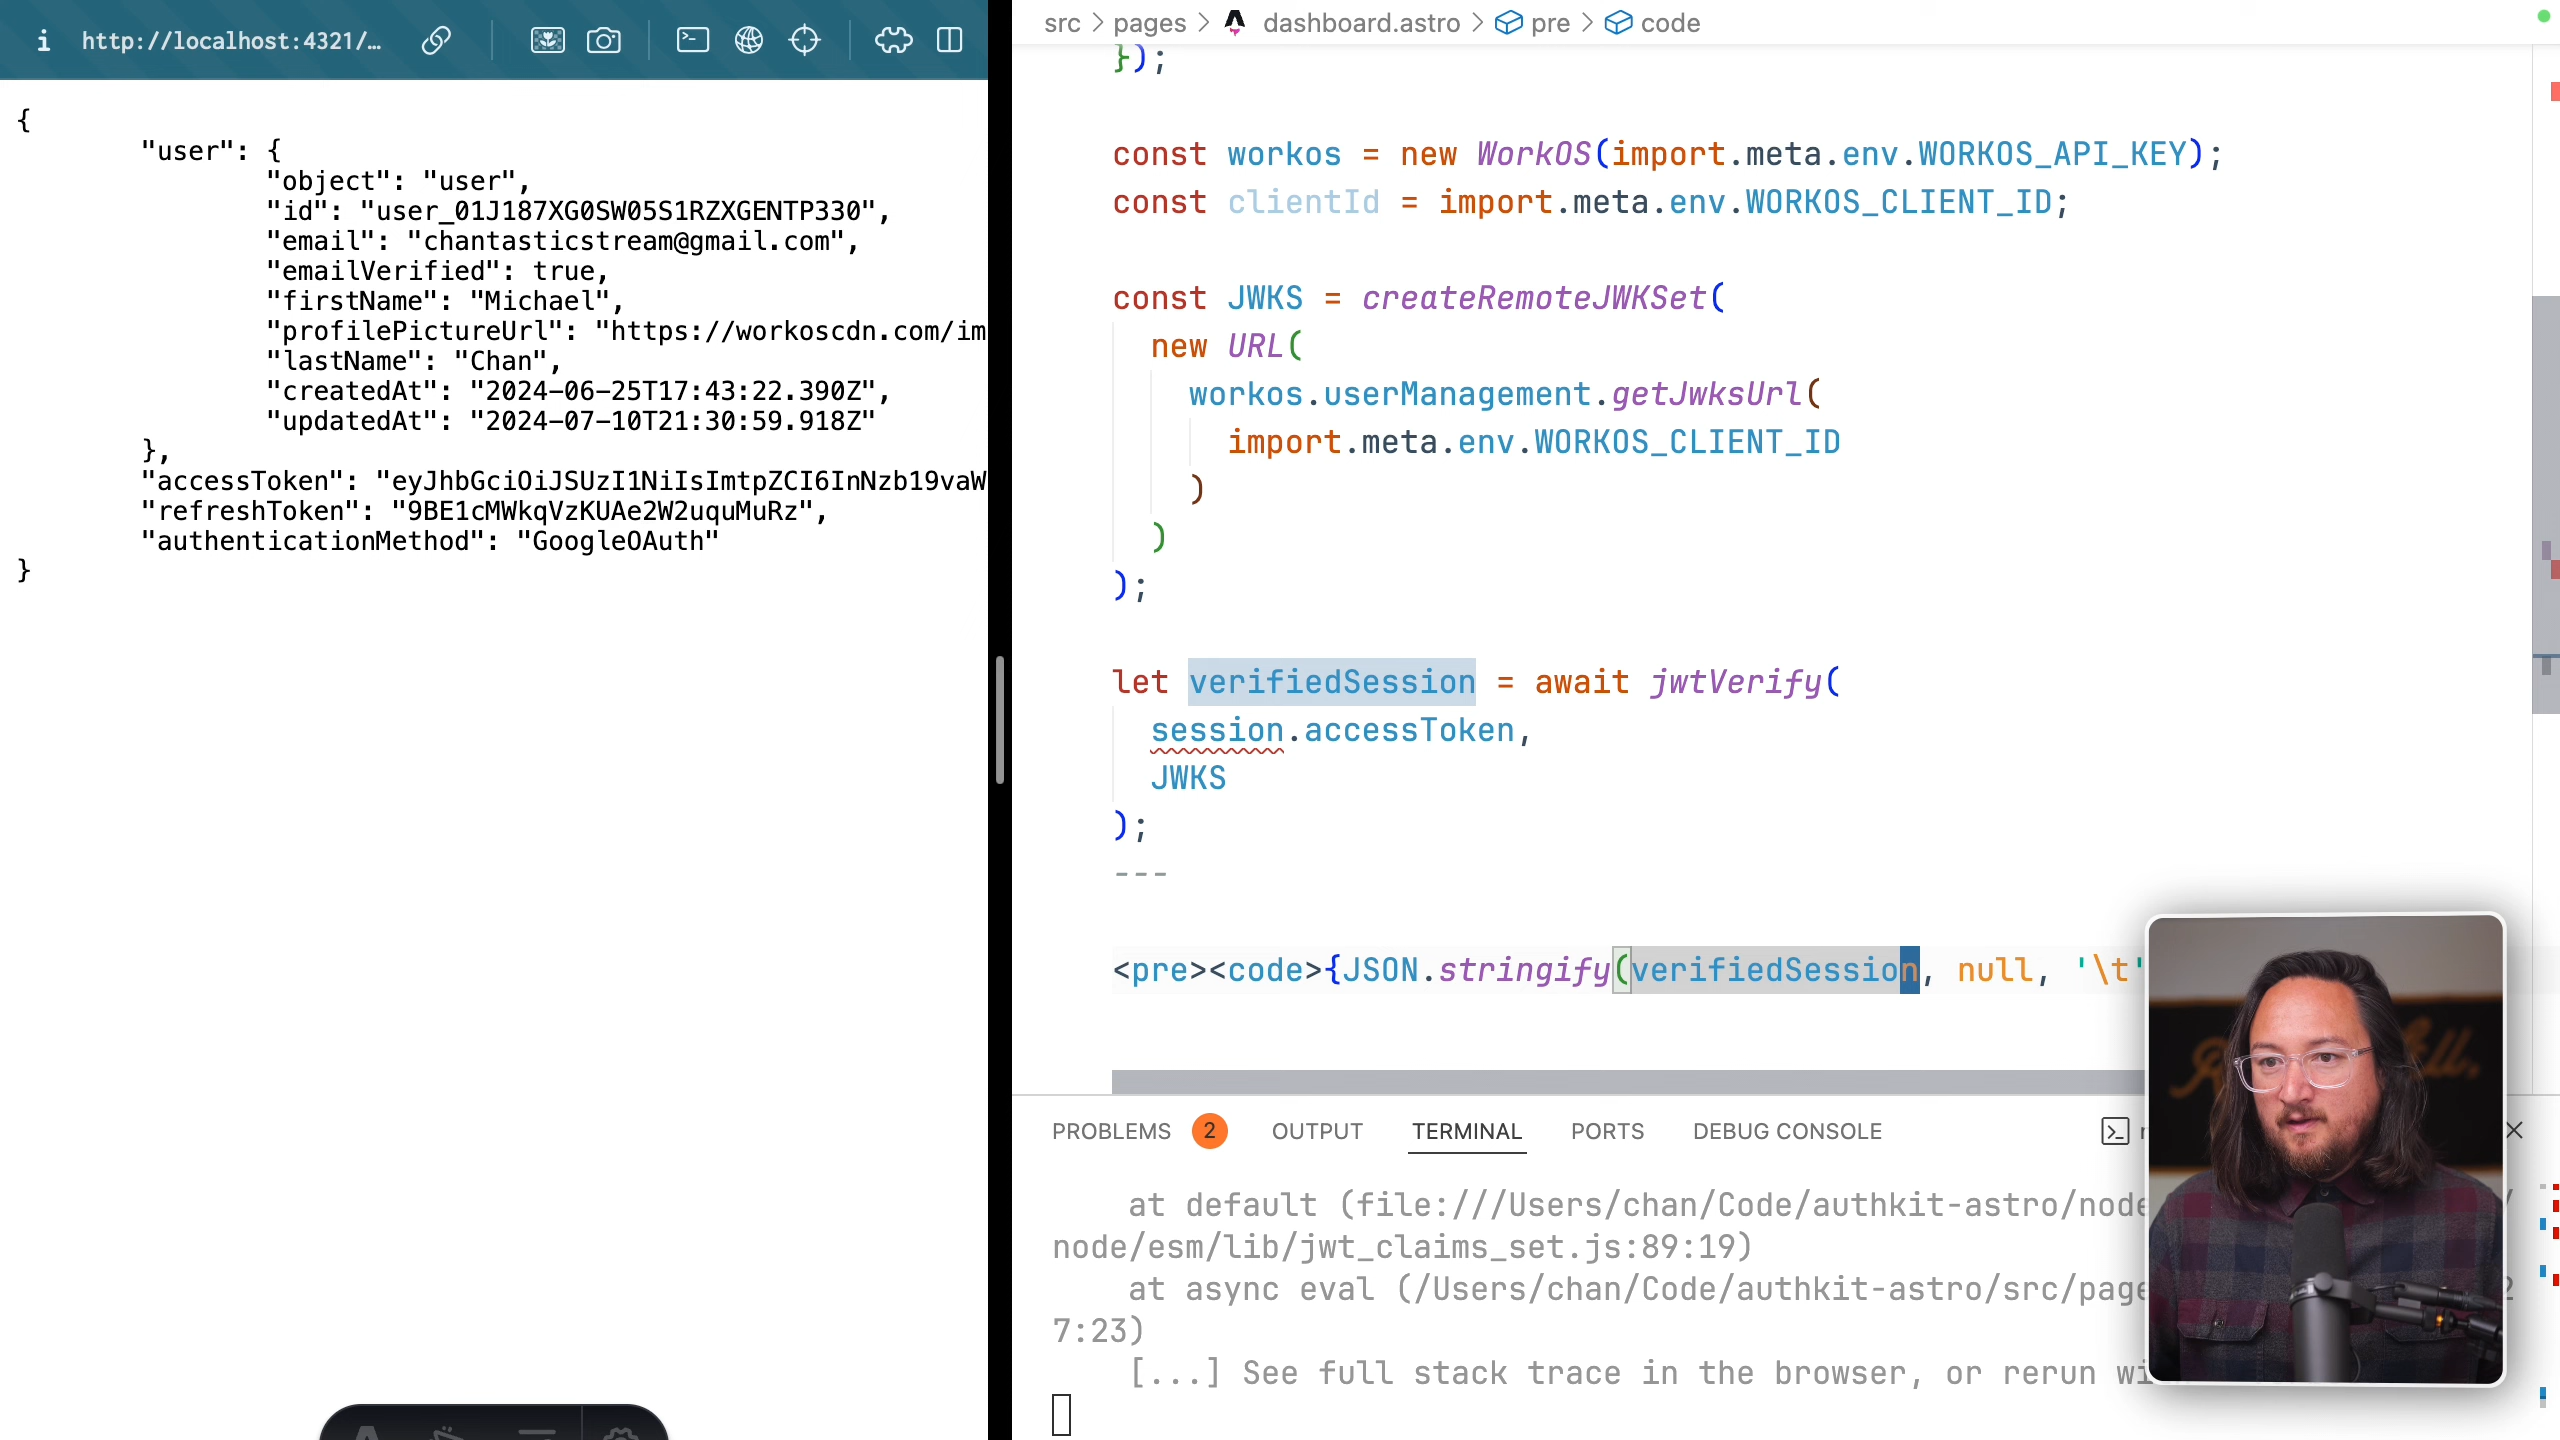 http://localhost:4321/…
{
"user": {
"object": "user",
"id": "user_01J187XG0SW05S1RZXGENTP330",
"email": "chantasticstream@gmail.com",
"emailVerified": true,
"firstName": "Michael",
"profilePictureUrl": "https://workoscdn.com/im
"lastName": "Chan",
"createdAt": "2024-06-25T17:43:22.390Z",
"updatedAt": "2024-07-10T21:30:59.918Z"
},
"accessToken": "eyJhbGciOiJSUzI1NiIsImtpZCI6InNzb19vaW
"refreshToken": "9BE1cMWkqVzKUAe2W2uquMuRz",
"authenticationMethod": "GoogleOAuth"
}
src > pages > dashboard.astro > pre > code
});
const workos = new WorkOS(import.meta.env.WORKOS_API_KEY);
const clientId = import.meta.env.WORKOS_CLIENT_ID;
const JWKS = createRemoteJWKSet(
new URL(
workos.userManagement.getJwksUrl(
import.meta.env.WORKOS_CLIENT_ID
)
)
);
let verifiedSession = await jwtVerify(
session.accessToken,
JWKS
);
---
<pre><code>{JSON.stringify(verifiedSession, null, '\t'
PROBLEMS 2 OUTPUT TERMINAL PORTS DEBUG CONSOLE
at default (file:///Users/chan/Code/authkit-astro/node
node/esm/lib/jwt_claims_set.js:89:19)
at async eval (/Users/chan/Code/authkit-astro/src/page
7:23)
[...] See full stack trace in the browser, or rerun wi